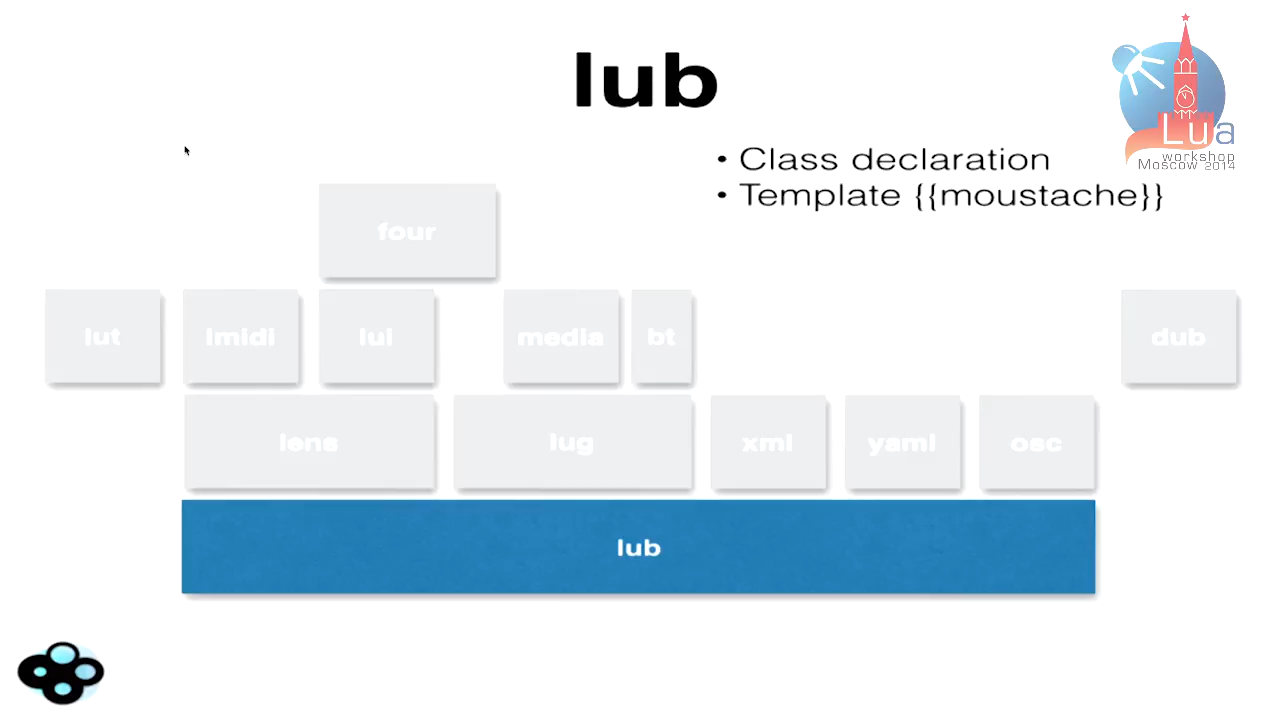 lub
Lua
workshop
Moscow 2014
• Class declaration
• Template {{moustache}}
four
lut
lmidi
lui
media
bt
dub
lens
lug
xml
yaml
osc
lub